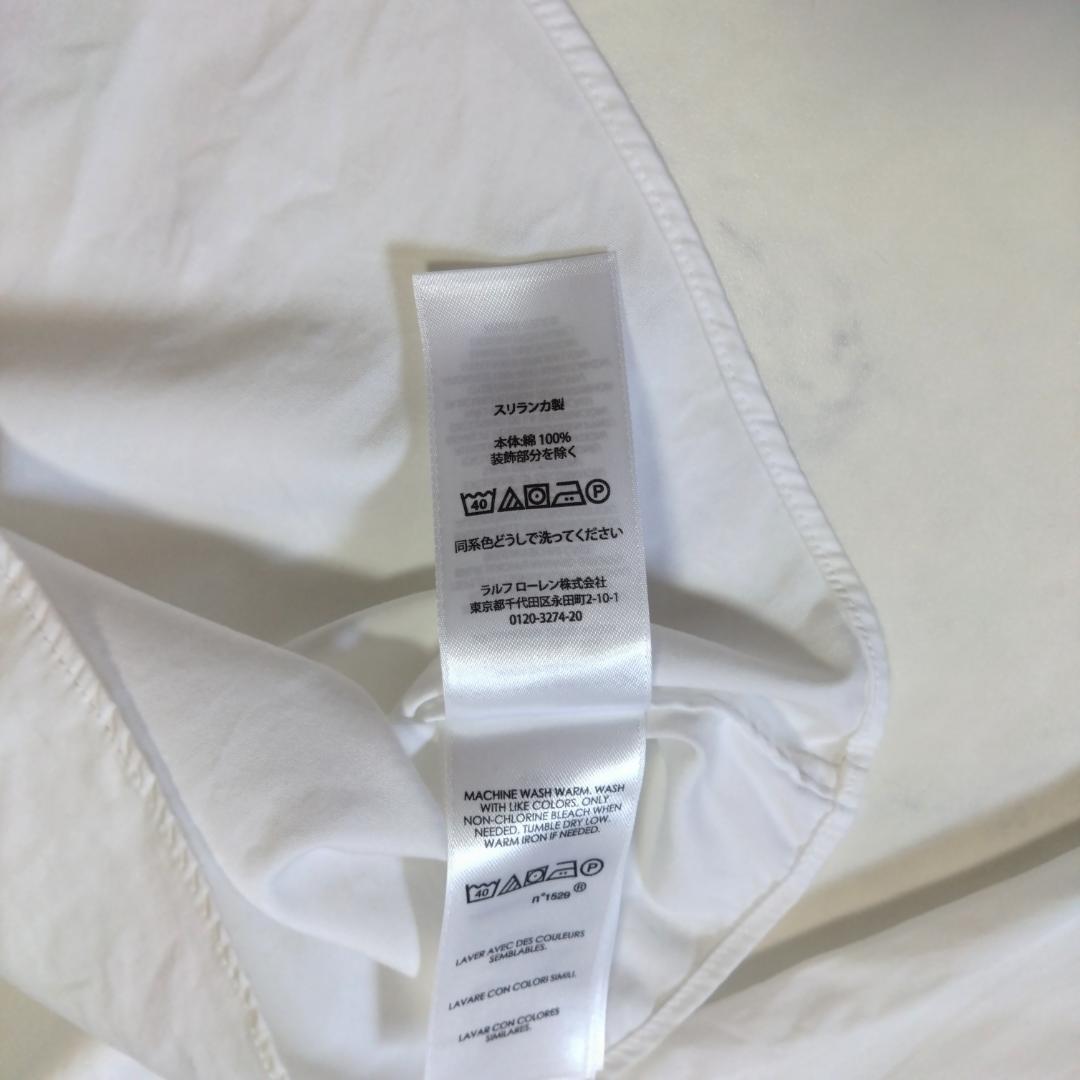 スリランカ製
本体:綿 100%
装飾部分を除く
40 P
同系色どうしで洗ってください
ラルフ ローレン株式会社
東京都千代田区永田町2-10-1
0120-3274-20
MACHINE WASH WARM. WASH
WITH LIKE COLORS. ONLY
NON-CHLORINE BLEACH WHEN
NEEDED. TUMBLE DRY LOW.
WARM IRON IF NEEDED.
40 P
n°1529 ®
LAVER AVEC DES COULEURS
SEMBLABLES.
LAVARE CON COLORI SIMILI.
LAVAR CON COLORES
SIMILARES.